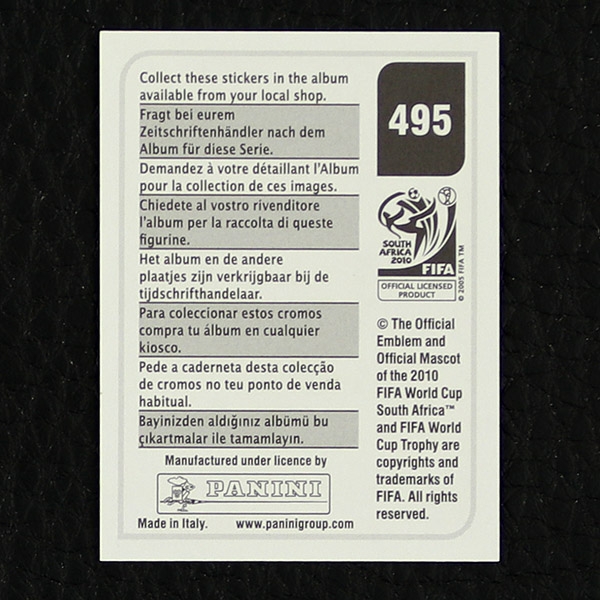 Collect these stickers in the album
available from your local shop.
Fragt bei eurem
Zeitschriftenhändler nach dem
Album für diese Serie.
Demandez à votre détaillant l'Album
pour la collection de ces images.
Chiedete al vostro rivenditore
l'album per la raccolta di queste
figurine.
Het album en de andere
plaatjes zijn verkrijgbaar bij de
tijdschrifthandelaar.
Para coleccionar estos cromos
compra tu álbum en cualquier
kiosco.
Pede a caderneta desta colecção
de cromos no teu ponto de venda
habitual.
Bayinizden aldığınız albümü bu
çıkartmalar ile tamamlayın.
Manufactured under licence by
PANINI
Made in Italy. www.paninigroup.com
495
SOUTH
AFRICA
2010
FIFA
OFFICIAL LICENSED
PRODUCT
© 2005 FIFA TM
© The Official
Emblem and
Official Mascot
of the 2010
FIFA World Cup
South Africa™
and FIFA World
Cup Trophy are
copyrights and
trademarks of
FIFA. All rights
reserved.